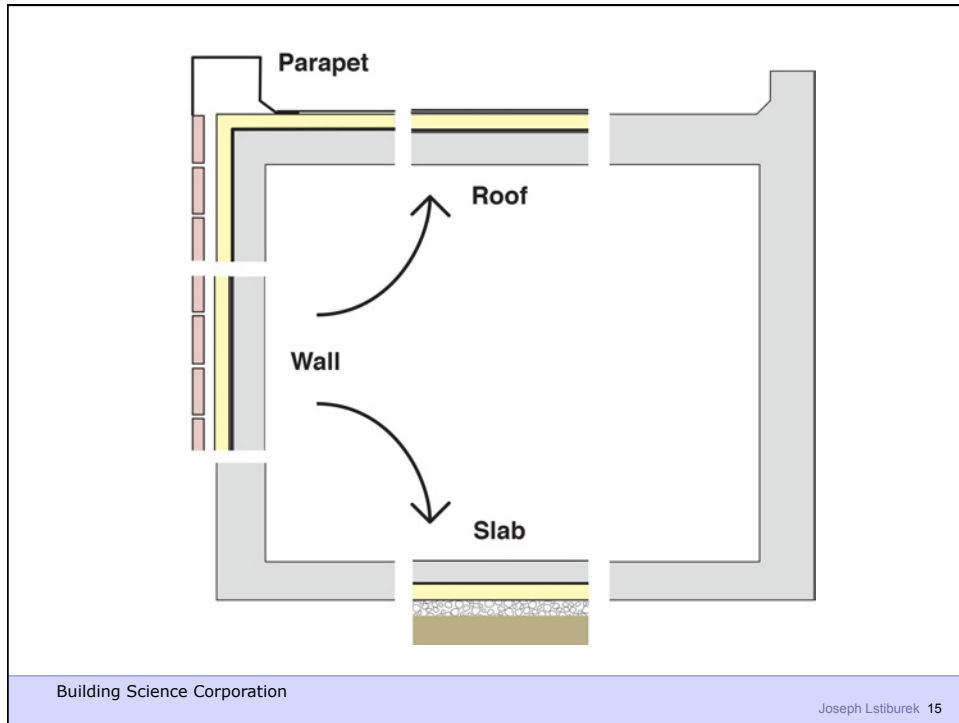 Parapet
Roof
Wall
Slab
Building Science Corporation
Joseph Lstiburek 15